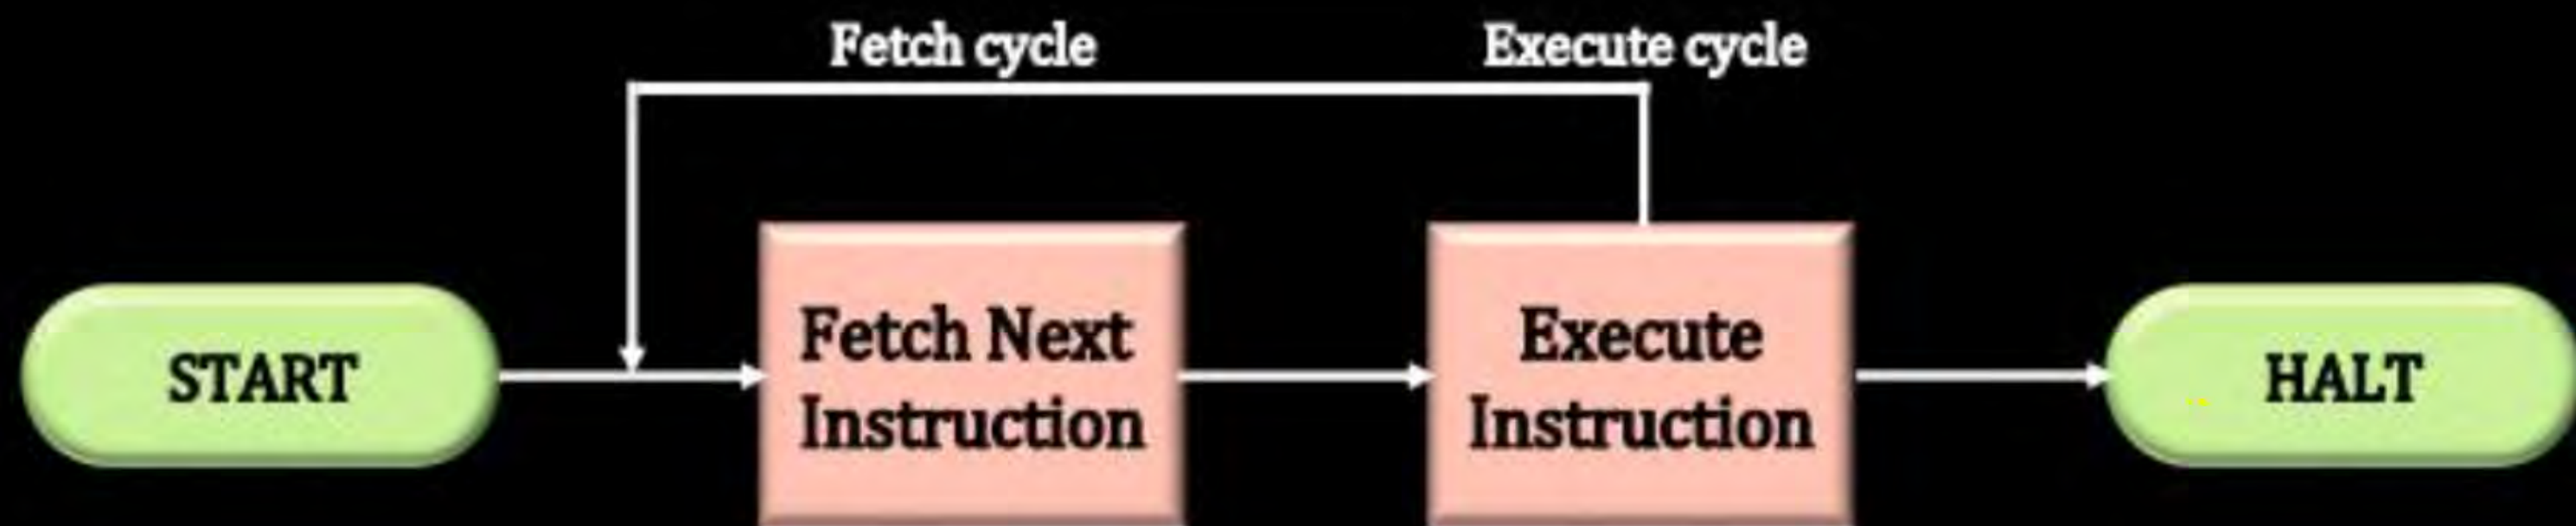 Fetch cycle
Execute cycle
START
Fetch Next
Instruction
Execute
Instruction
HALT